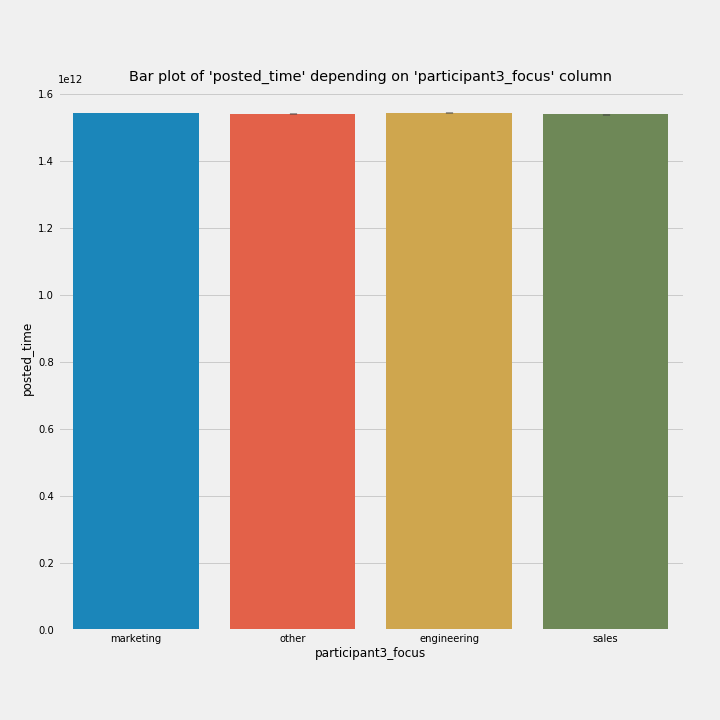 Bar plot of 'posted_time' depending on 'participant3_focus' column
1e12
1.6
1.4
1.2
1.0
0.8
0.6
0.4
0.2
0.0
posted_time
marketing other engineering sales
participant3_focus